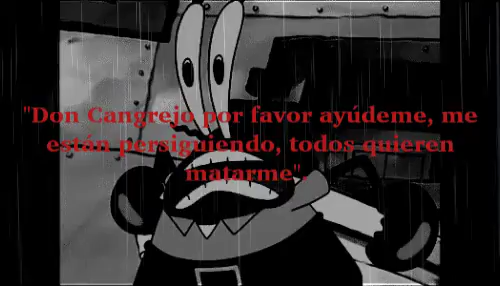 "Don Cangrejo por favor ayúdeme, me
están persiguiendo, todos quieren
matarme".